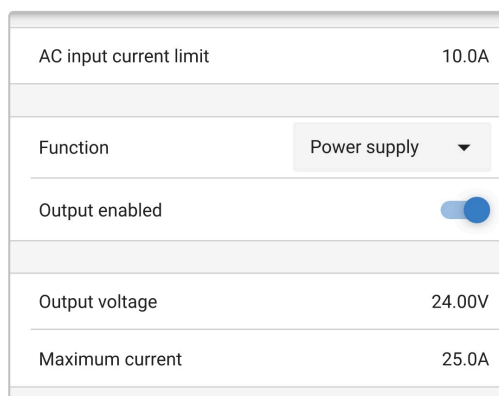 AC input current limit 10.0A
Function Power supply
Output enabled
Output voltage 24.00V
Maximum current 25.0A